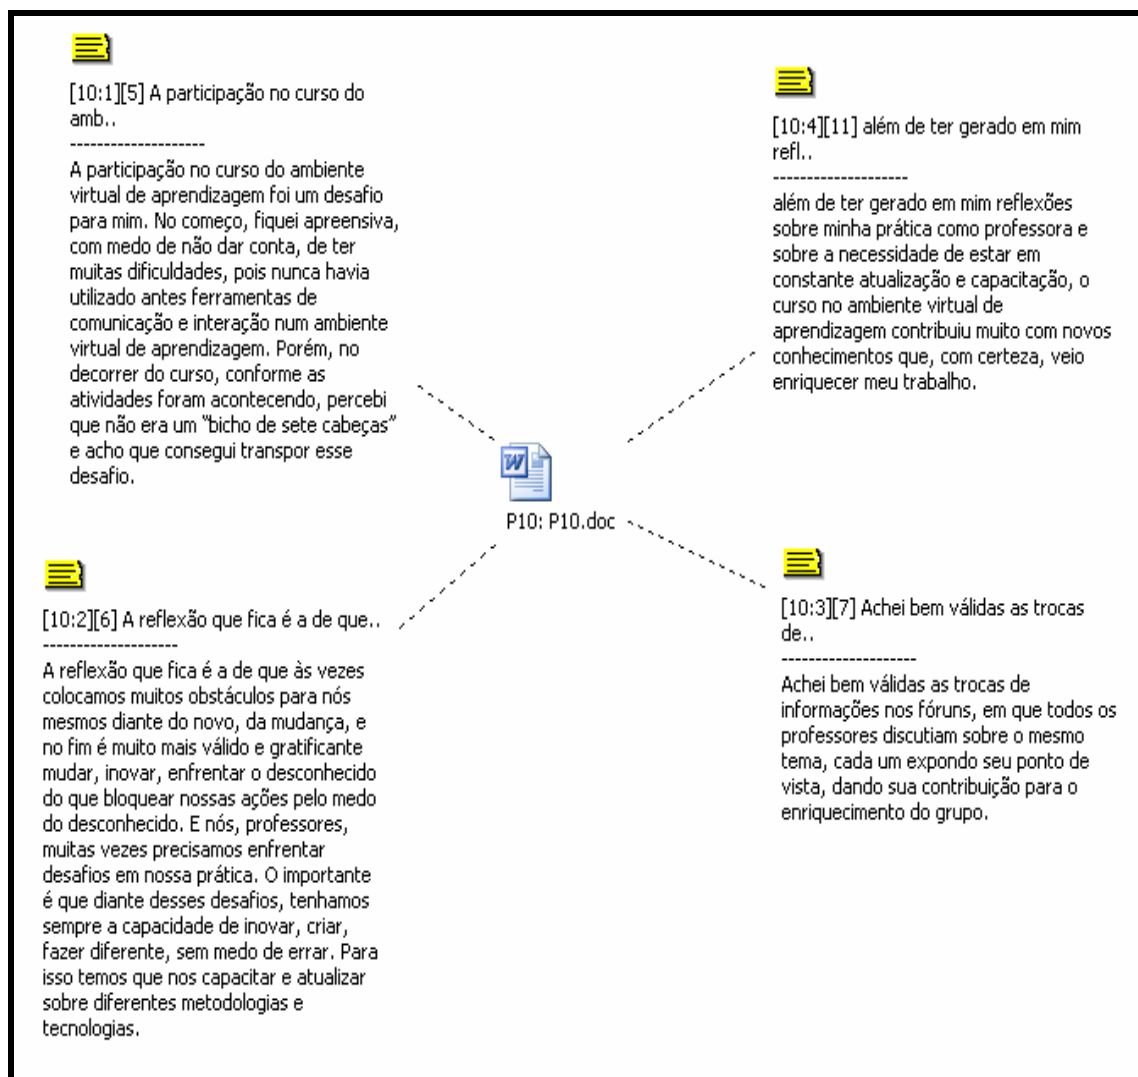 [10:1][5] A participação no curso do
amb..
--------------------
A participação no curso do ambiente
virtual de aprendizagem foi um desafio
para mim. No começo, fiquei apreensiva,
com medo de não dar conta, de ter
muitas dificuldades, pois nunca havia
utilizado antes ferramentas de
comunicação e interação num ambiente
virtual de aprendizagem. Porém, no
decorrer do curso, conforme as
atividades foram acontecendo, percebi
que não era um "bicho de sete cabeças"
e acho que consegui transpor esse
desafio.
[10:4][11] além de ter gerado em mim
refl..
--------------------
além de ter gerado em mim reflexões
sobre minha prática como professora e
sobre a necessidade de estar em
constante atualização e capacitação, o
curso no ambiente virtual de
aprendizagem contribuiu muito com novos
conhecimentos que, com certeza, veio
enriquecer meu trabalho.
P10: P10.doc
[10:2][6] A reflexão que fica é a de que..
--------------------
A reflexão que fica é a de que às vezes
colocamos muitos obstáculos para nós
mesmos diante do novo, da mudança, e
no fim é muito mais válido e gratificante
mudar, inovar, enfrentar o desconhecido
do que bloquear nossas ações pelo medo
do desconhecido. E nós, professores,
muitas vezes precisamos enfrentar
desafios em nossa prática. O importante
é que diante desses desafios, tenhamos
sempre a capacidade de inovar, criar,
fazer diferente, sem medo de errar. Para
isso temos que nos capacitar e atualizar
sobre diferentes metodologias e
tecnologias.
[10:3][7] Achei bem válidas as trocas
de..
--------------------
Achei bem válidas as trocas de
informações nos fóruns, em que todos os
professores discutiam sobre o mesmo
tema, cada um expondo seu ponto de
vista, dando sua contribuição para o
enriquecimento do grupo.